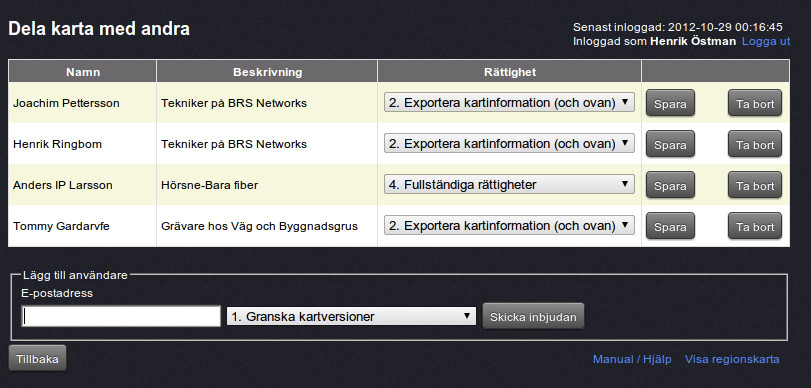 Dela karta med andra
Senast inloggad: 2012-10-29 00:16:45
Inloggad som Henrik Östman Logga ut
Namn Beskrivning Rättighet
Joachim Pettersson Tekniker på BRS Networks 2. Exportera kartinformation (och ovan) Spara Ta bort
Henrik Ringbom Tekniker på BRS Networks 2. Exportera kartinformation (och ovan) Spara Ta bort
Anders IP Larsson Hörsne-Bara fiber 4. Fullständiga rättigheter Spara Ta bort
Tommy Gardarvfe Grävare hos Väg och Byggnadsgrus 2. Exportera kartinformation (och ovan) Spara Ta bort
Lägg till användare
E-postadress
1. Granska kartversioner Skicka inbjudan
Tillbaka Manual / Hjälp Visa regionskarta